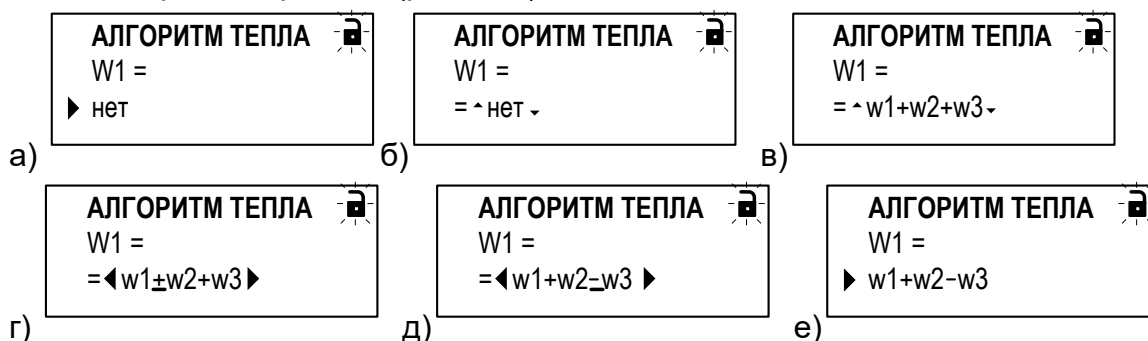 АЛГОРИТМ ТЕПЛА
W1 =
нет
а)
АЛГОРИТМ ТЕПЛА
W1 =
= нет
б)
АЛГОРИТМ ТЕПЛА
W1 =
= w1+w2+w3
в)
АЛГОРИТМ ТЕПЛА
W1 =
=◀w1±w2+w3▶
г)
АЛГОРИТМ ТЕПЛА
W1 =
=◀w1+w2-w3 ▶
д)
АЛГОРИТМ ТЕПЛА
W1 =
▶ w1+w2-w3
е)